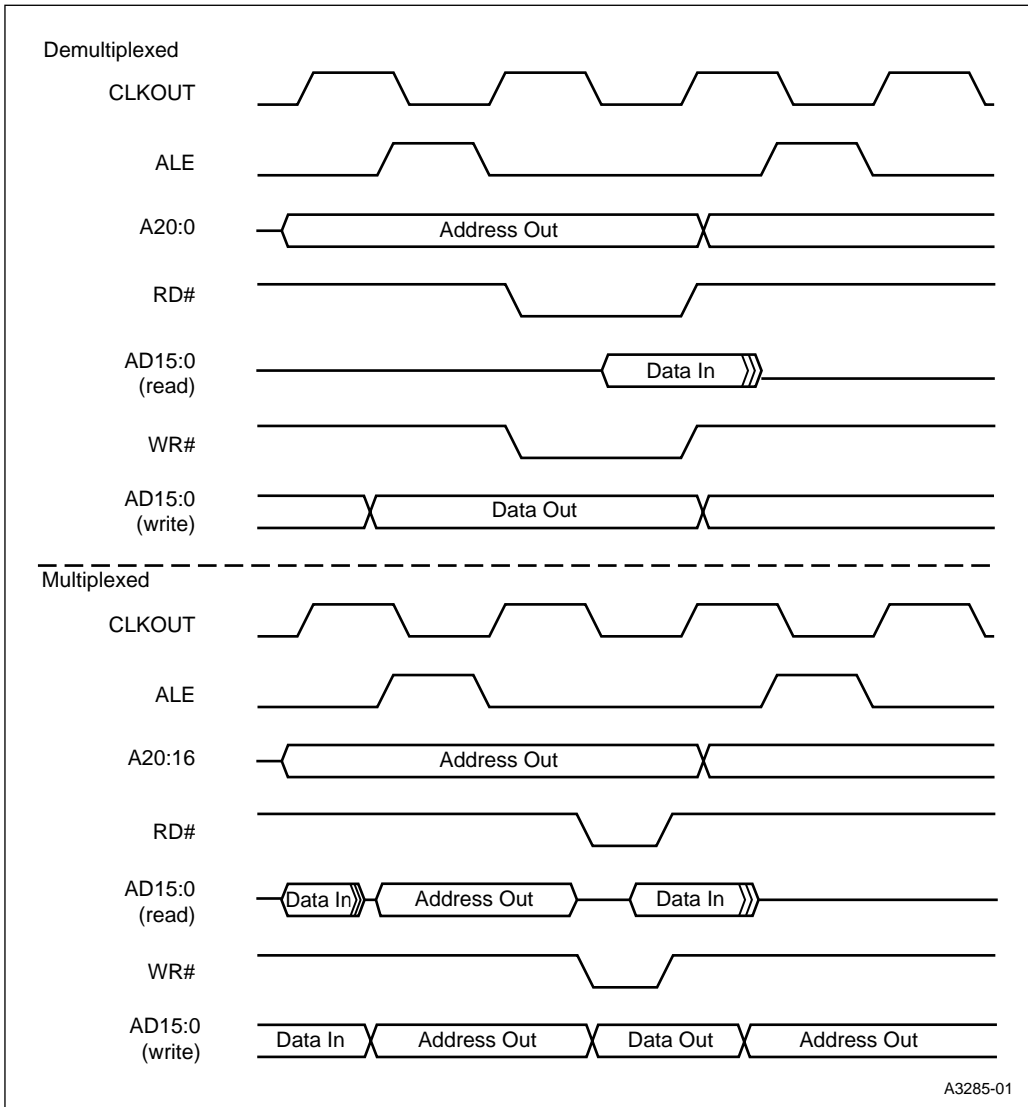 Demultiplexed
CLKOUT
ALE
A20:0
Address Out
RD#
AD15:0
(read)
Data In
WR#
AD15:0
(write)
Data Out
Multiplexed
CLKOUT
ALE
A20:16
Address Out
RD#
AD15:0
(read)
Data In
Address Out
Data In
WR#
AD15:0
(write)
Data In
Address Out
Data Out
Address Out
A3285-01